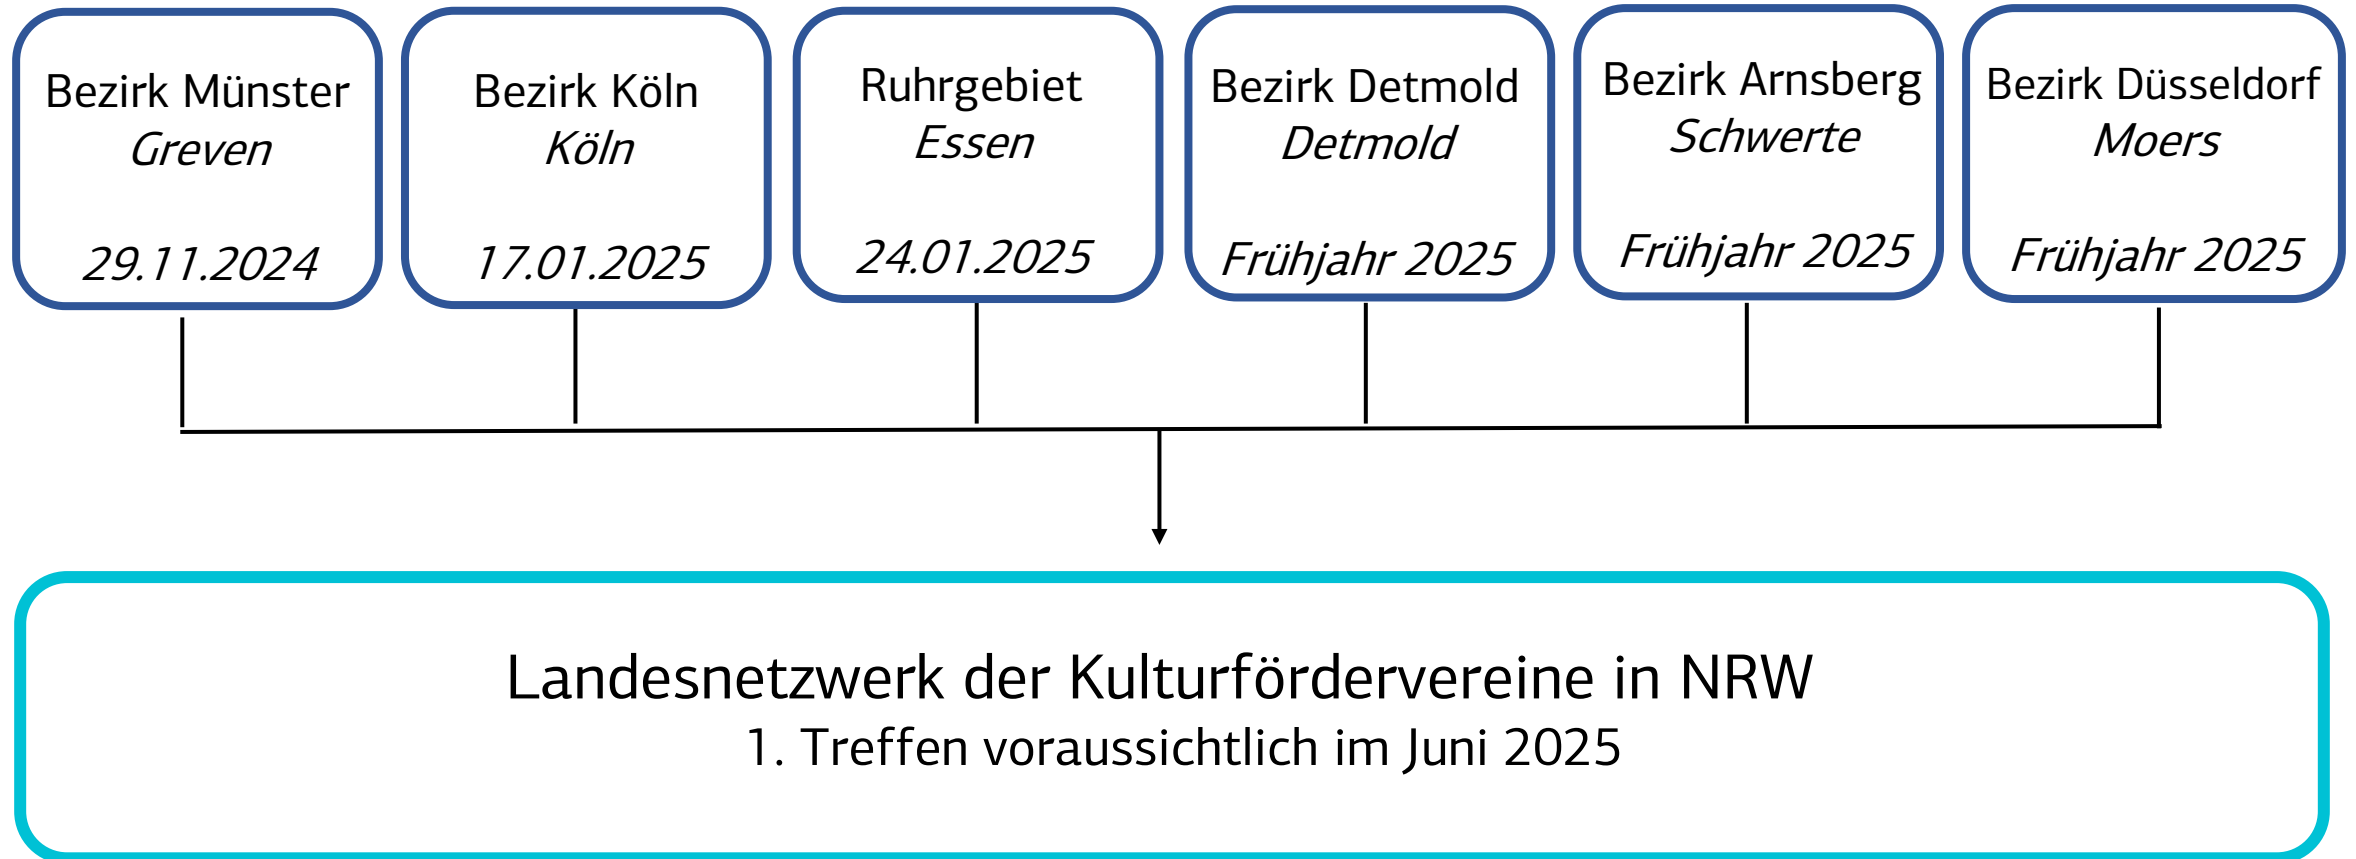 Bezirk Münster
Greven
29.11.2024
Bezirk Köln
Köln
17.01.2025
Ruhrgebiet
Essen
24.01.2025
Bezirk Detmold
Detmold
Frühjahr 2025
Bezirk Arnsberg
Schwerte
Frühjahr 2025
Bezirk Düsseldorf
Moers
Frühjahr 2025
Landesnetzwerk der Kulturfördervereine in NRW
1. Treffen voraussichtlich im Juni 2025